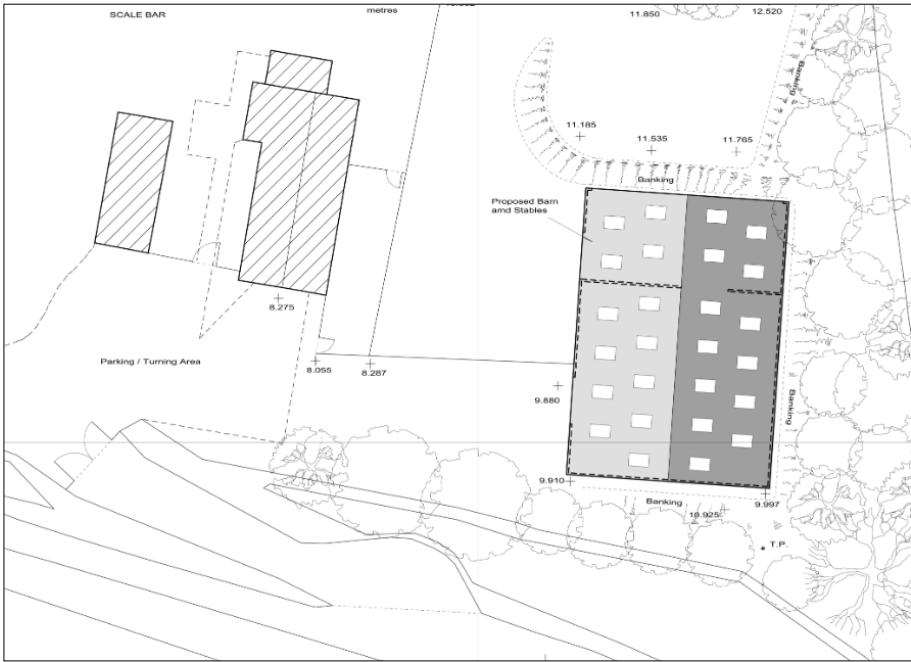 SCALE BAR
metres
11.850
12.520
Banking
11.185
11.535
11.765
Banking
Proposed Barn
amd Stables
8.275
Parking / Turning Area
8.055
8.287
9.880
Banking
9.910
Banking
10.925
9.997
T.P.